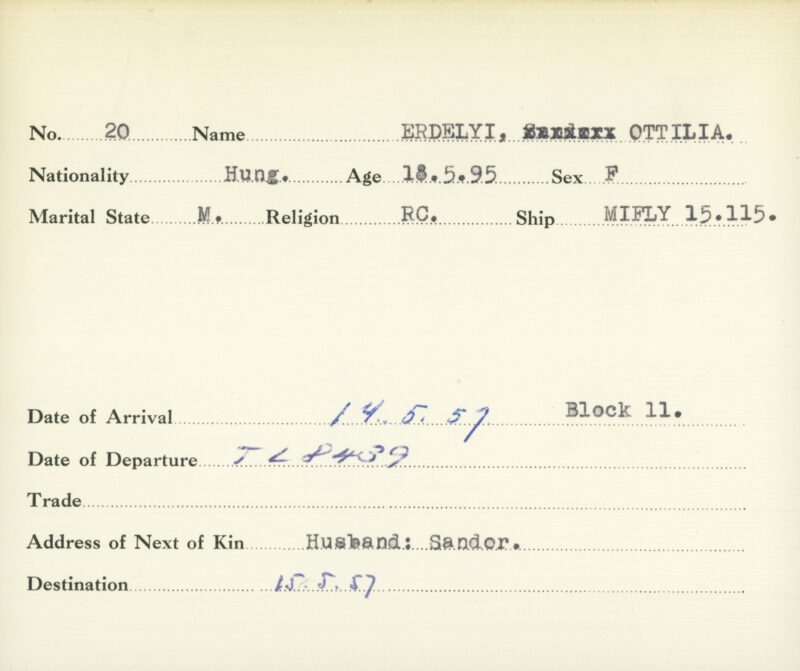 No. 20 Name ERDELYI, OTTILIA.
Nationality Hung. Age 18.5.95 Sex F
Marital State M. Religion RC. Ship MIFLY 15.115.
Date of Arrival 14.5.57 Block 11.
Date of Departure TL8439
Trade
Address of Next of Kin Husband: Sandor.
Destination 15.5.57